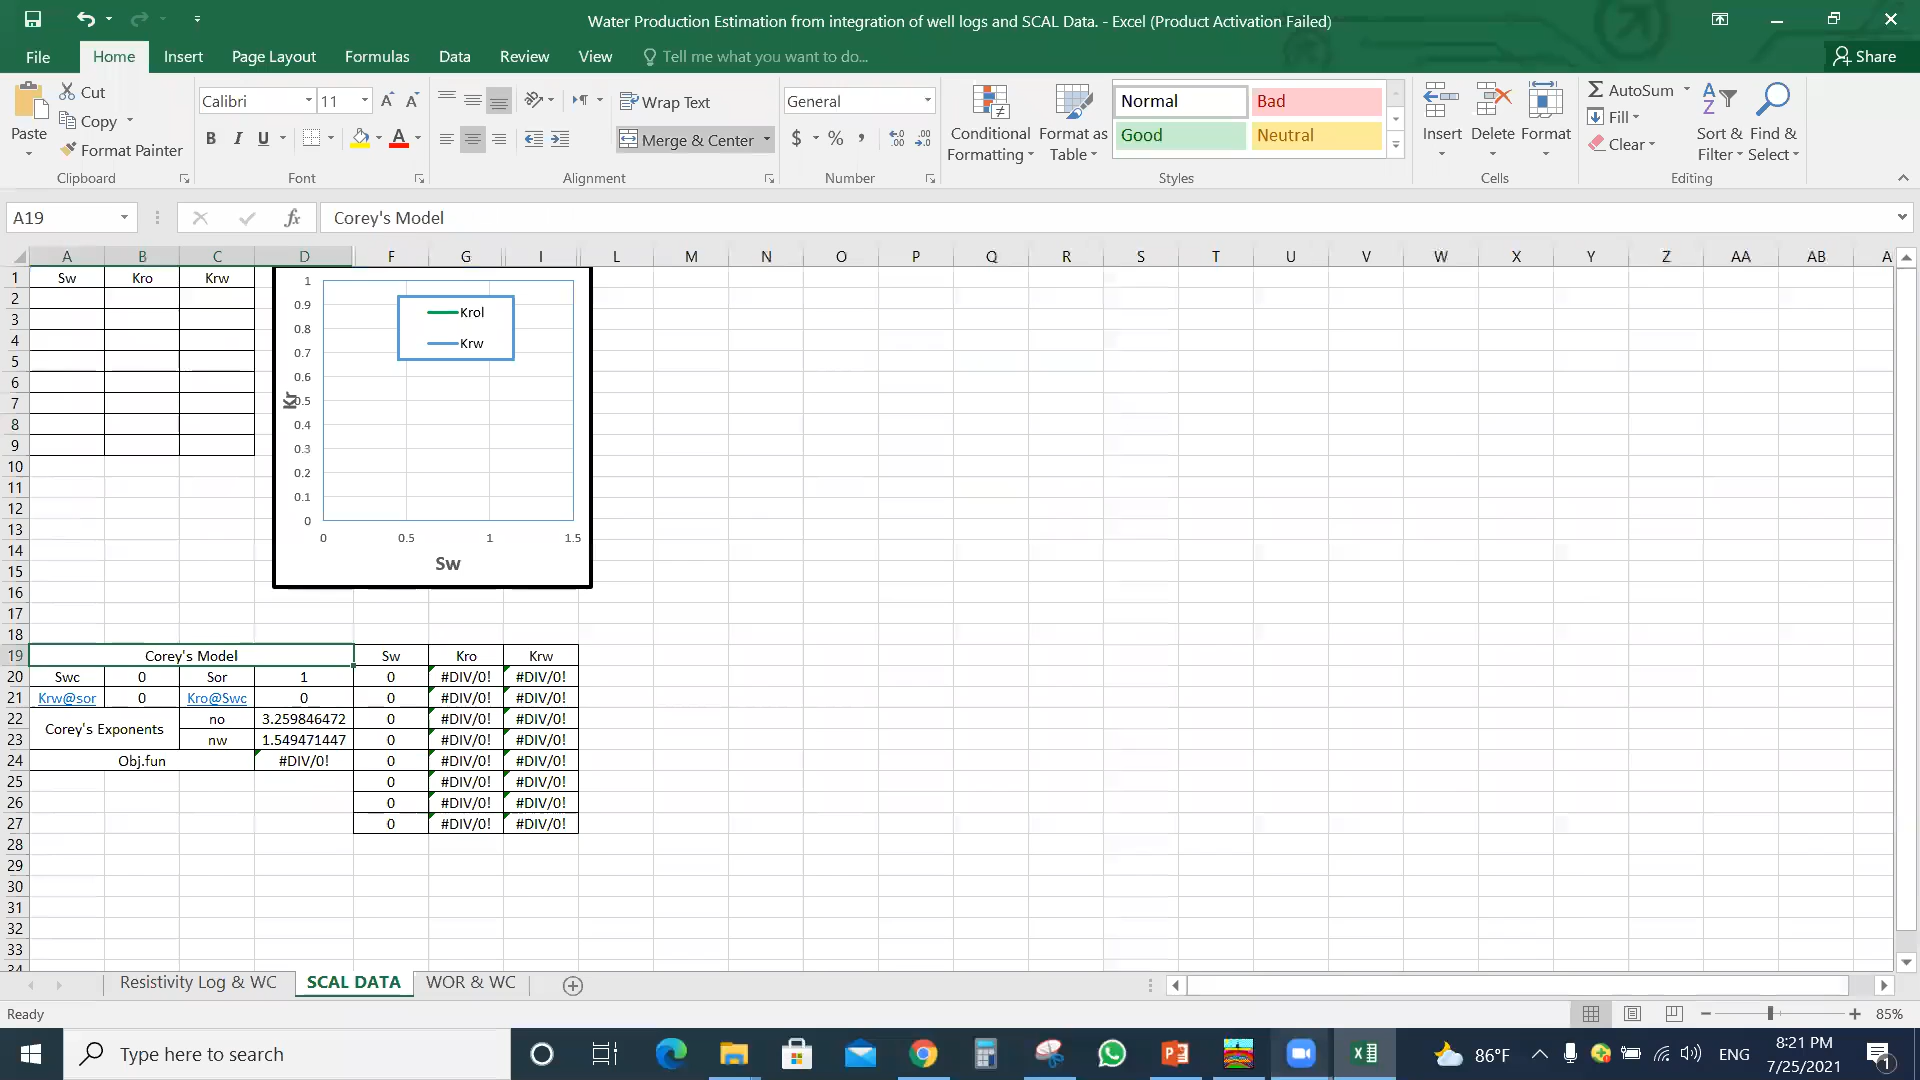 Water Production Estimation from integration of well logs and SCAL Data. - Excel (Product Activation Failed)
File Home Insert Page Layout Formulas Data Review View Tell me what you want to do... Share
Paste Cut Copy Format Painter
Calibri 11
B I U
Wrap Text
Merge & Center
General
$ % ,
Conditional Formatting
Format as Table
Normal Bad
Good Neutral
Insert Delete Format
AutoSum
Fill
Clear
Sort & Filter
Find & Select
Clipboard Font Alignment Number Styles Cells Editing
A19 fx Corey's Model
A B C D F G I L M N O P Q R S T U V W X Y Z AA AB A
1 Sw Kro Krw
2
3
4
5
6
7
8
9
10
11
12
13
14
15
16
17
18
1
0.9
0.8
0.7
0.6
0.5
0.4
0.3
0.2
0.1
0
Kr
Krol
Krw
0 0.5 1 1.5
Sw
19 Corey's Model Sw Kro Krw
20 Swc 0 Sor 1 0 #DIV/0! #DIV/0!
21 Krw@sor 0 Kro@Swc 0 0 #DIV/0! #DIV/0!
22 Corey's Exponents no 3.259846472 0 #DIV/0! #DIV/0!
23 nw 1.549471447 0 #DIV/0! #DIV/0!
24 Obj.fun #DIV/0! 0 #DIV/0! #DIV/0!
25 0 #DIV/0! #DIV/0!
26 0 #DIV/0! #DIV/0!
27 0 #DIV/0! #DIV/0!
28
29
30
31
32
33
34
Resistivity Log & WC SCAL DATA WOR & WC
Ready 85%
Type here to search 86°F ENG 8:21 PM
7/25/2021 1